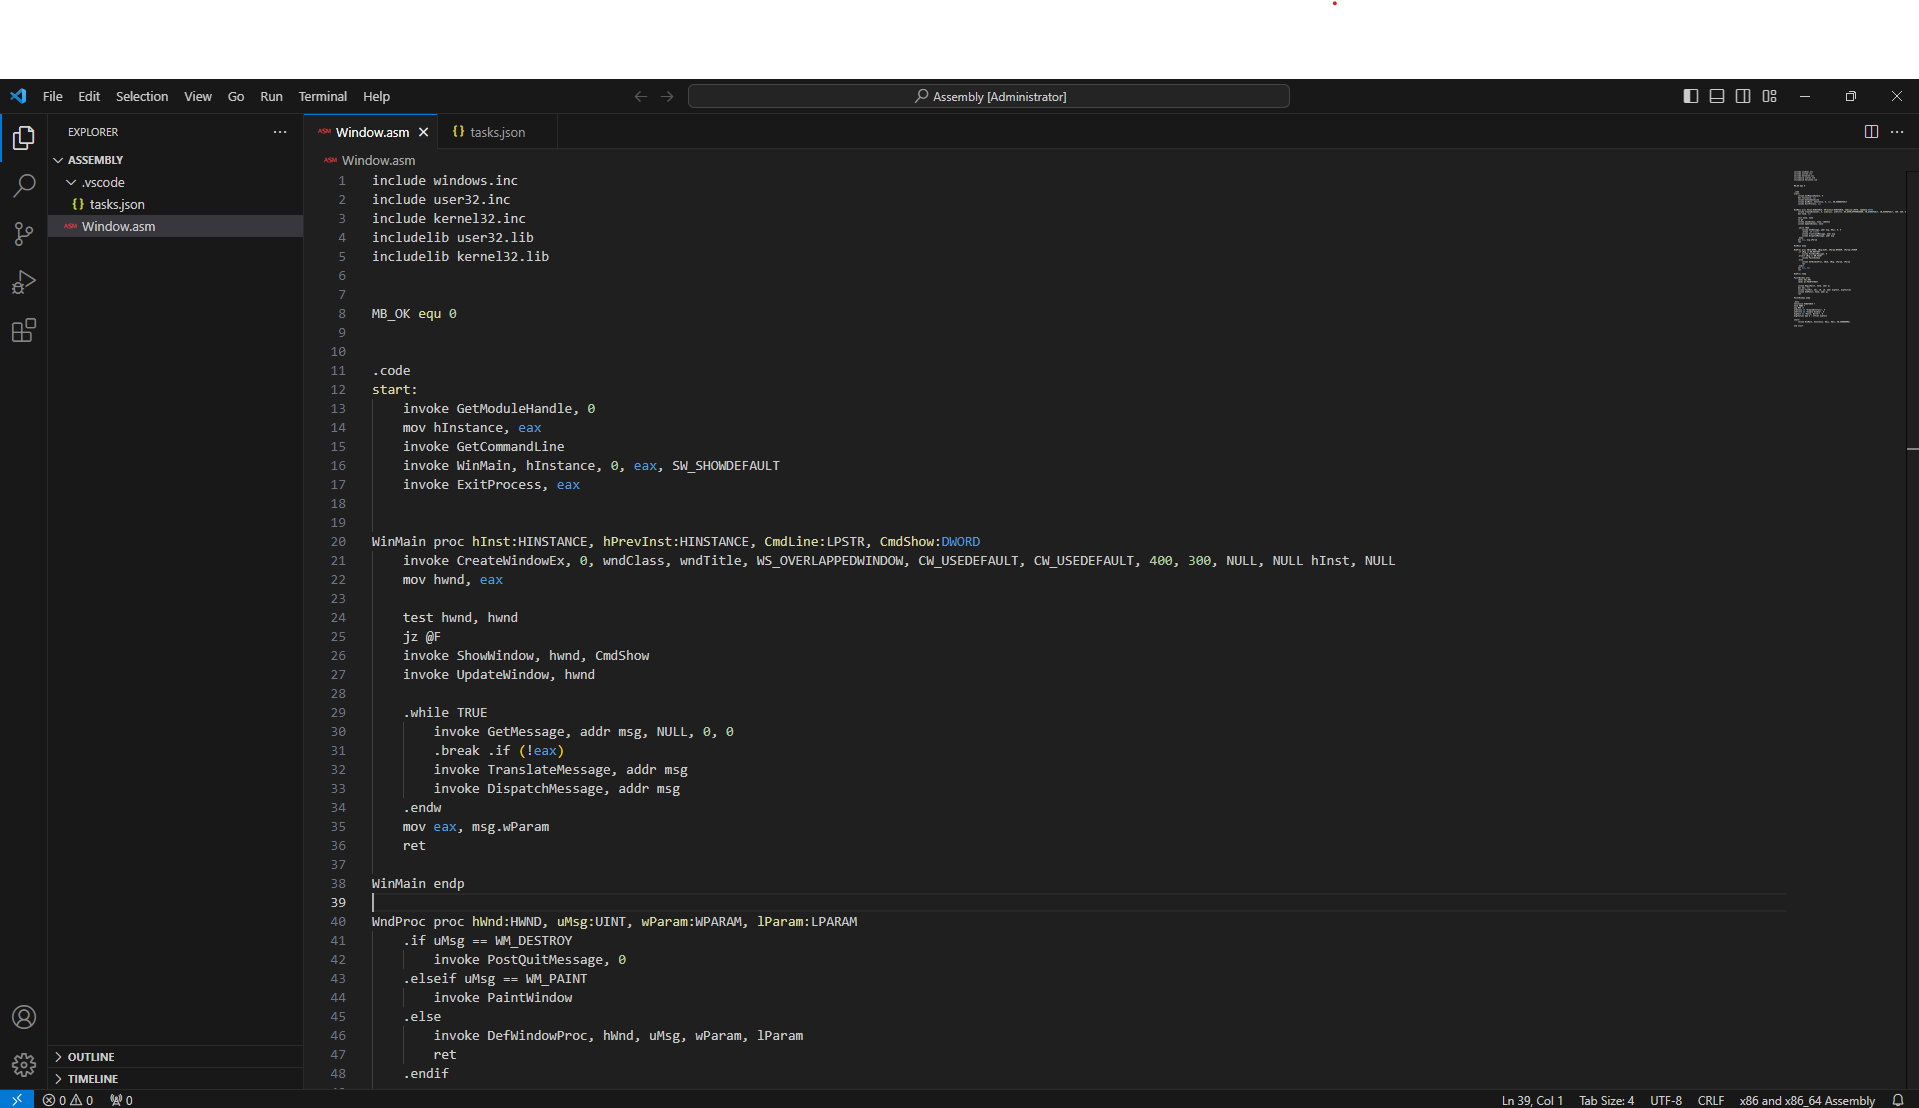 File Edit Selection View Go Run Terminal Help
Assembly [Administrator]
EXPLORER
ASSEMBLY
.vscode
{} tasks.json
ASM Window.asm
OUTLINE
TIMELINE
ASM Window.asm
{} tasks.json
ASM Window.asm
1 include windows.inc
2 include user32.inc
3 include kernel32.inc
4 includelib user32.lib
5 includelib kernel32.lib
6
7
8 MB_OK equ 0
9
10
11 .code
12 start:
13     invoke GetModuleHandle, 0
14     mov hInstance, eax
15     invoke GetCommandLine
16     invoke WinMain, hInstance, 0, eax, SW_SHOWDEFAULT
17     invoke ExitProcess, eax
18
19
20 WinMain proc hInst:HINSTANCE, hPrevInst:HINSTANCE, CmdLine:LPSTR, CmdShow:DWORD
21     invoke CreateWindowEx, 0, wndClass, wndTitle, WS_OVERLAPPEDWINDOW, CW_USEDEFAULT, CW_USEDEFAULT, 400, 300, NULL, NULL hInst, NULL
22     mov hwnd, eax
23
24     test hwnd, hwnd
25     jz @F
26     invoke ShowWindow, hwnd, CmdShow
27     invoke UpdateWindow, hwnd
28
29     .while TRUE
30         invoke GetMessage, addr msg, NULL, 0, 0
31         .break .if (!eax)
32         invoke TranslateMessage, addr msg
33         invoke DispatchMessage, addr msg
34     .endw
35     mov eax, msg.wParam
36     ret
37
38 WinMain endp
39
40 WndProc proc hWnd:HWND, uMsg:UINT, wParam:WPARAM, lParam:LPARAM
41     .if uMsg == WM_DESTROY
42         invoke PostQuitMessage, 0
43     .elseif uMsg == WM_PAINT
44         invoke PaintWindow
45     .else
46         invoke DefWindowProc, hWnd, uMsg, wParam, lParam
47         ret
48     .endif
0 0 0
Ln 39, Col 1 Tab Size: 4 UTF-8 CRLF x86 and x86_64 Assembly